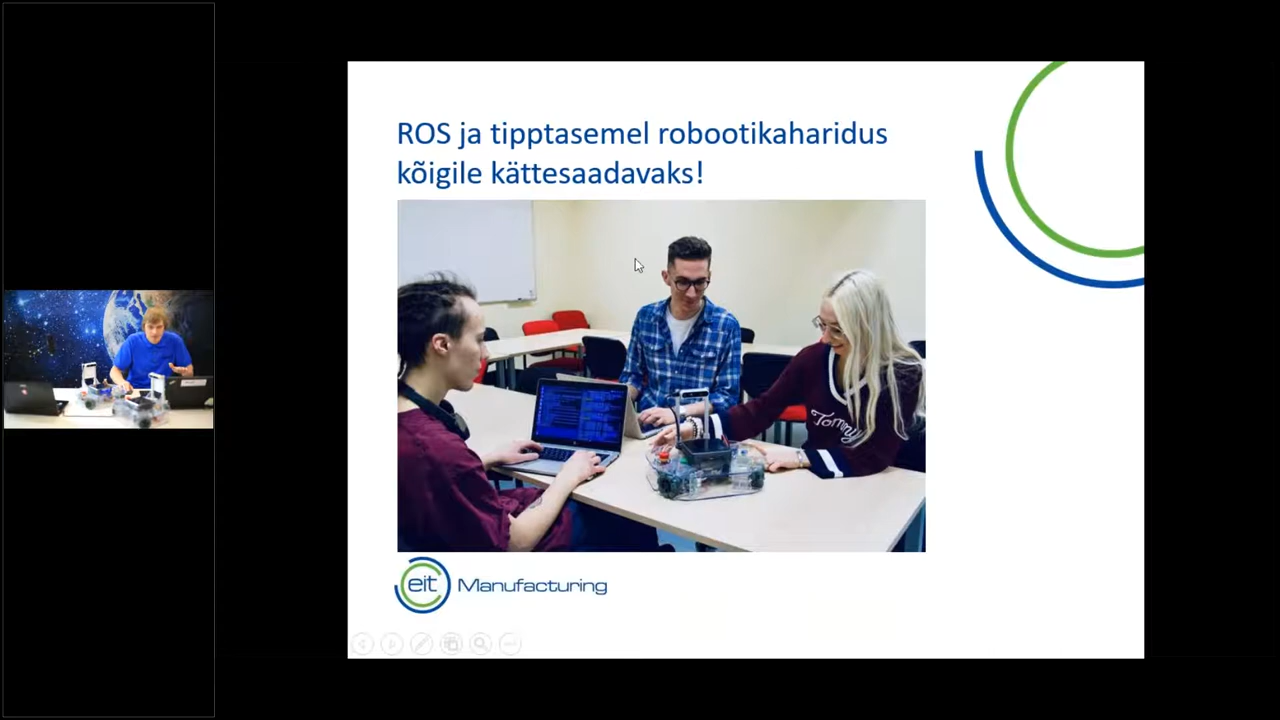 ROS ja tipptasemel robootikaharidus
kõigile kättesaadavaks!
Tommy
eit Manufacturing